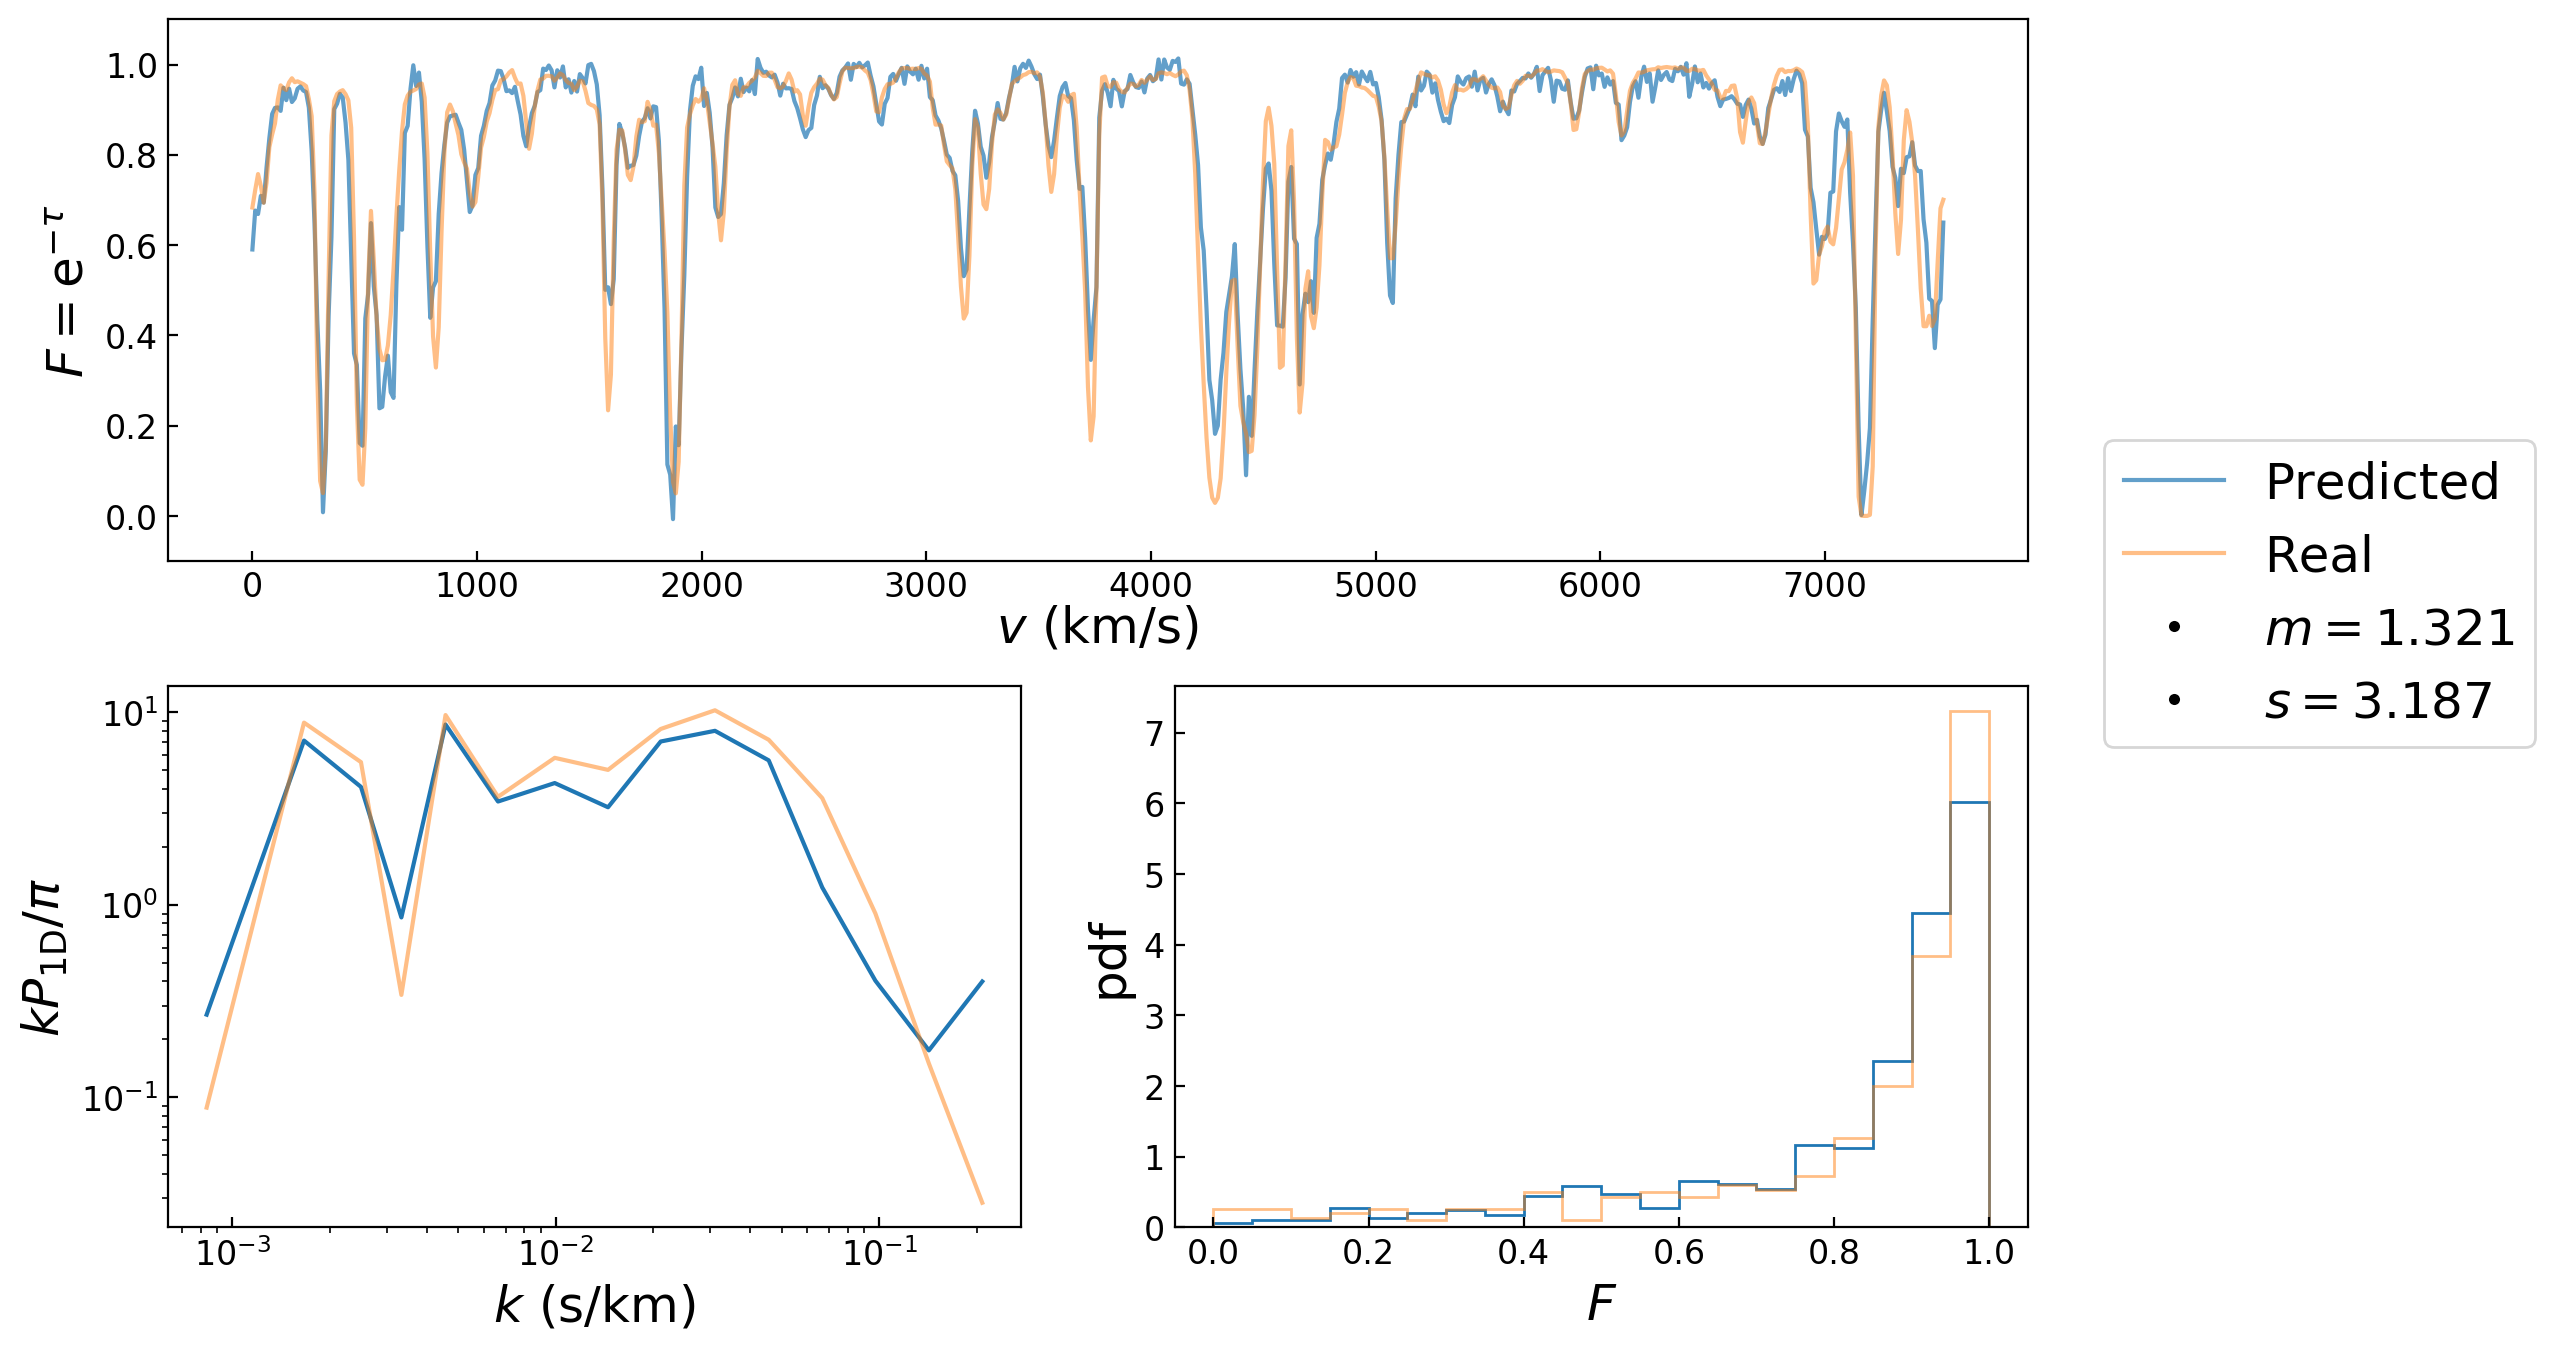 1.0
0.8
0.6
0.4
0.2
0.0
F = e^{−τ}
0 1000 2000 3000 4000 5000 6000 7000
v (km/s)
Predicted
Real
m = 1.321
s = 3.187
10^1
10^0
10^{−1}
kP_{1D}/π
10^{−3} 10^{−2} 10^{−1}
k (s/km)
7
6
5
4
3
2
1
0
pdf
0.0 0.2 0.4 0.6 0.8 1.0
F